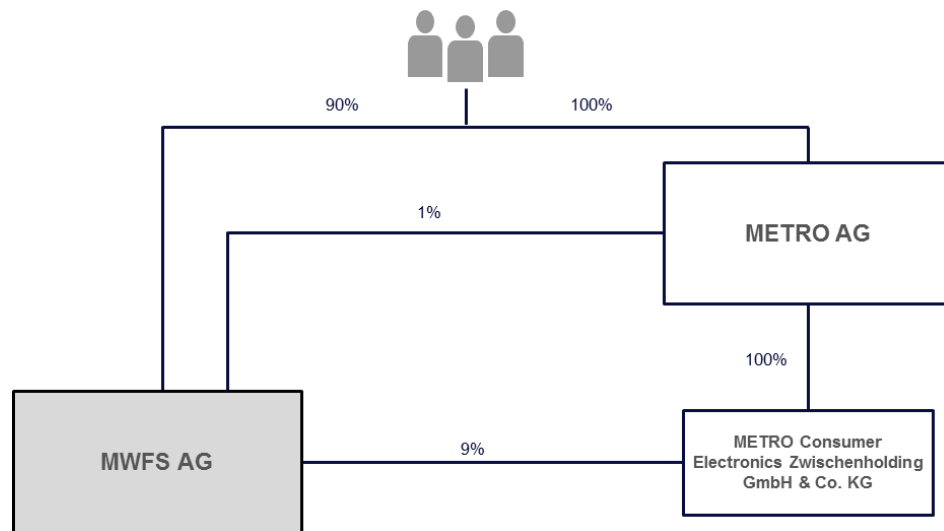 90%
100%
1%
METRO AG
100%
MWFS AG
9%
METRO Consumer
Electronics Zwischenholding
GmbH & Co. KG